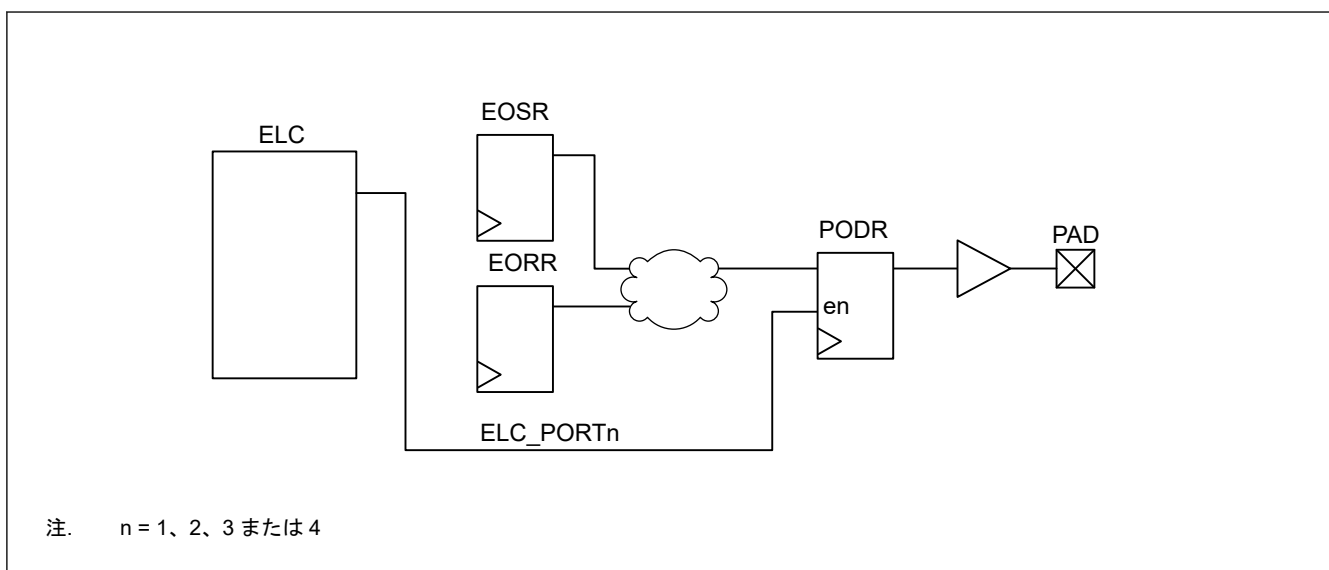 ELC
EOSR
EORR
PODR
en
PAD
ELC_PORTn
注. n = 1、2、3 または 4